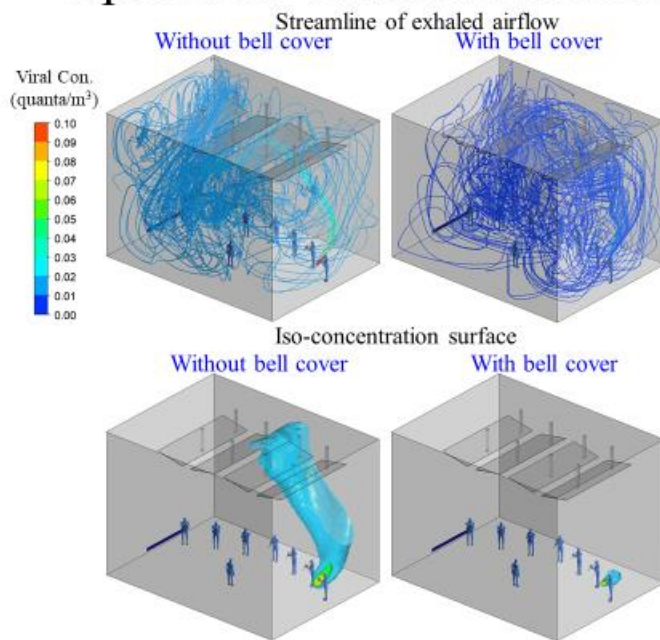 Streamline of exhaled airflow
Without bell cover
With bell cover
Viral Con.
(quanta/m³)
0.10
0.09
0.08
0.07
0.06
0.05
0.04
0.03
0.02
0.01
0.00
Iso-concentration surface
Without bell cover
With bell cover